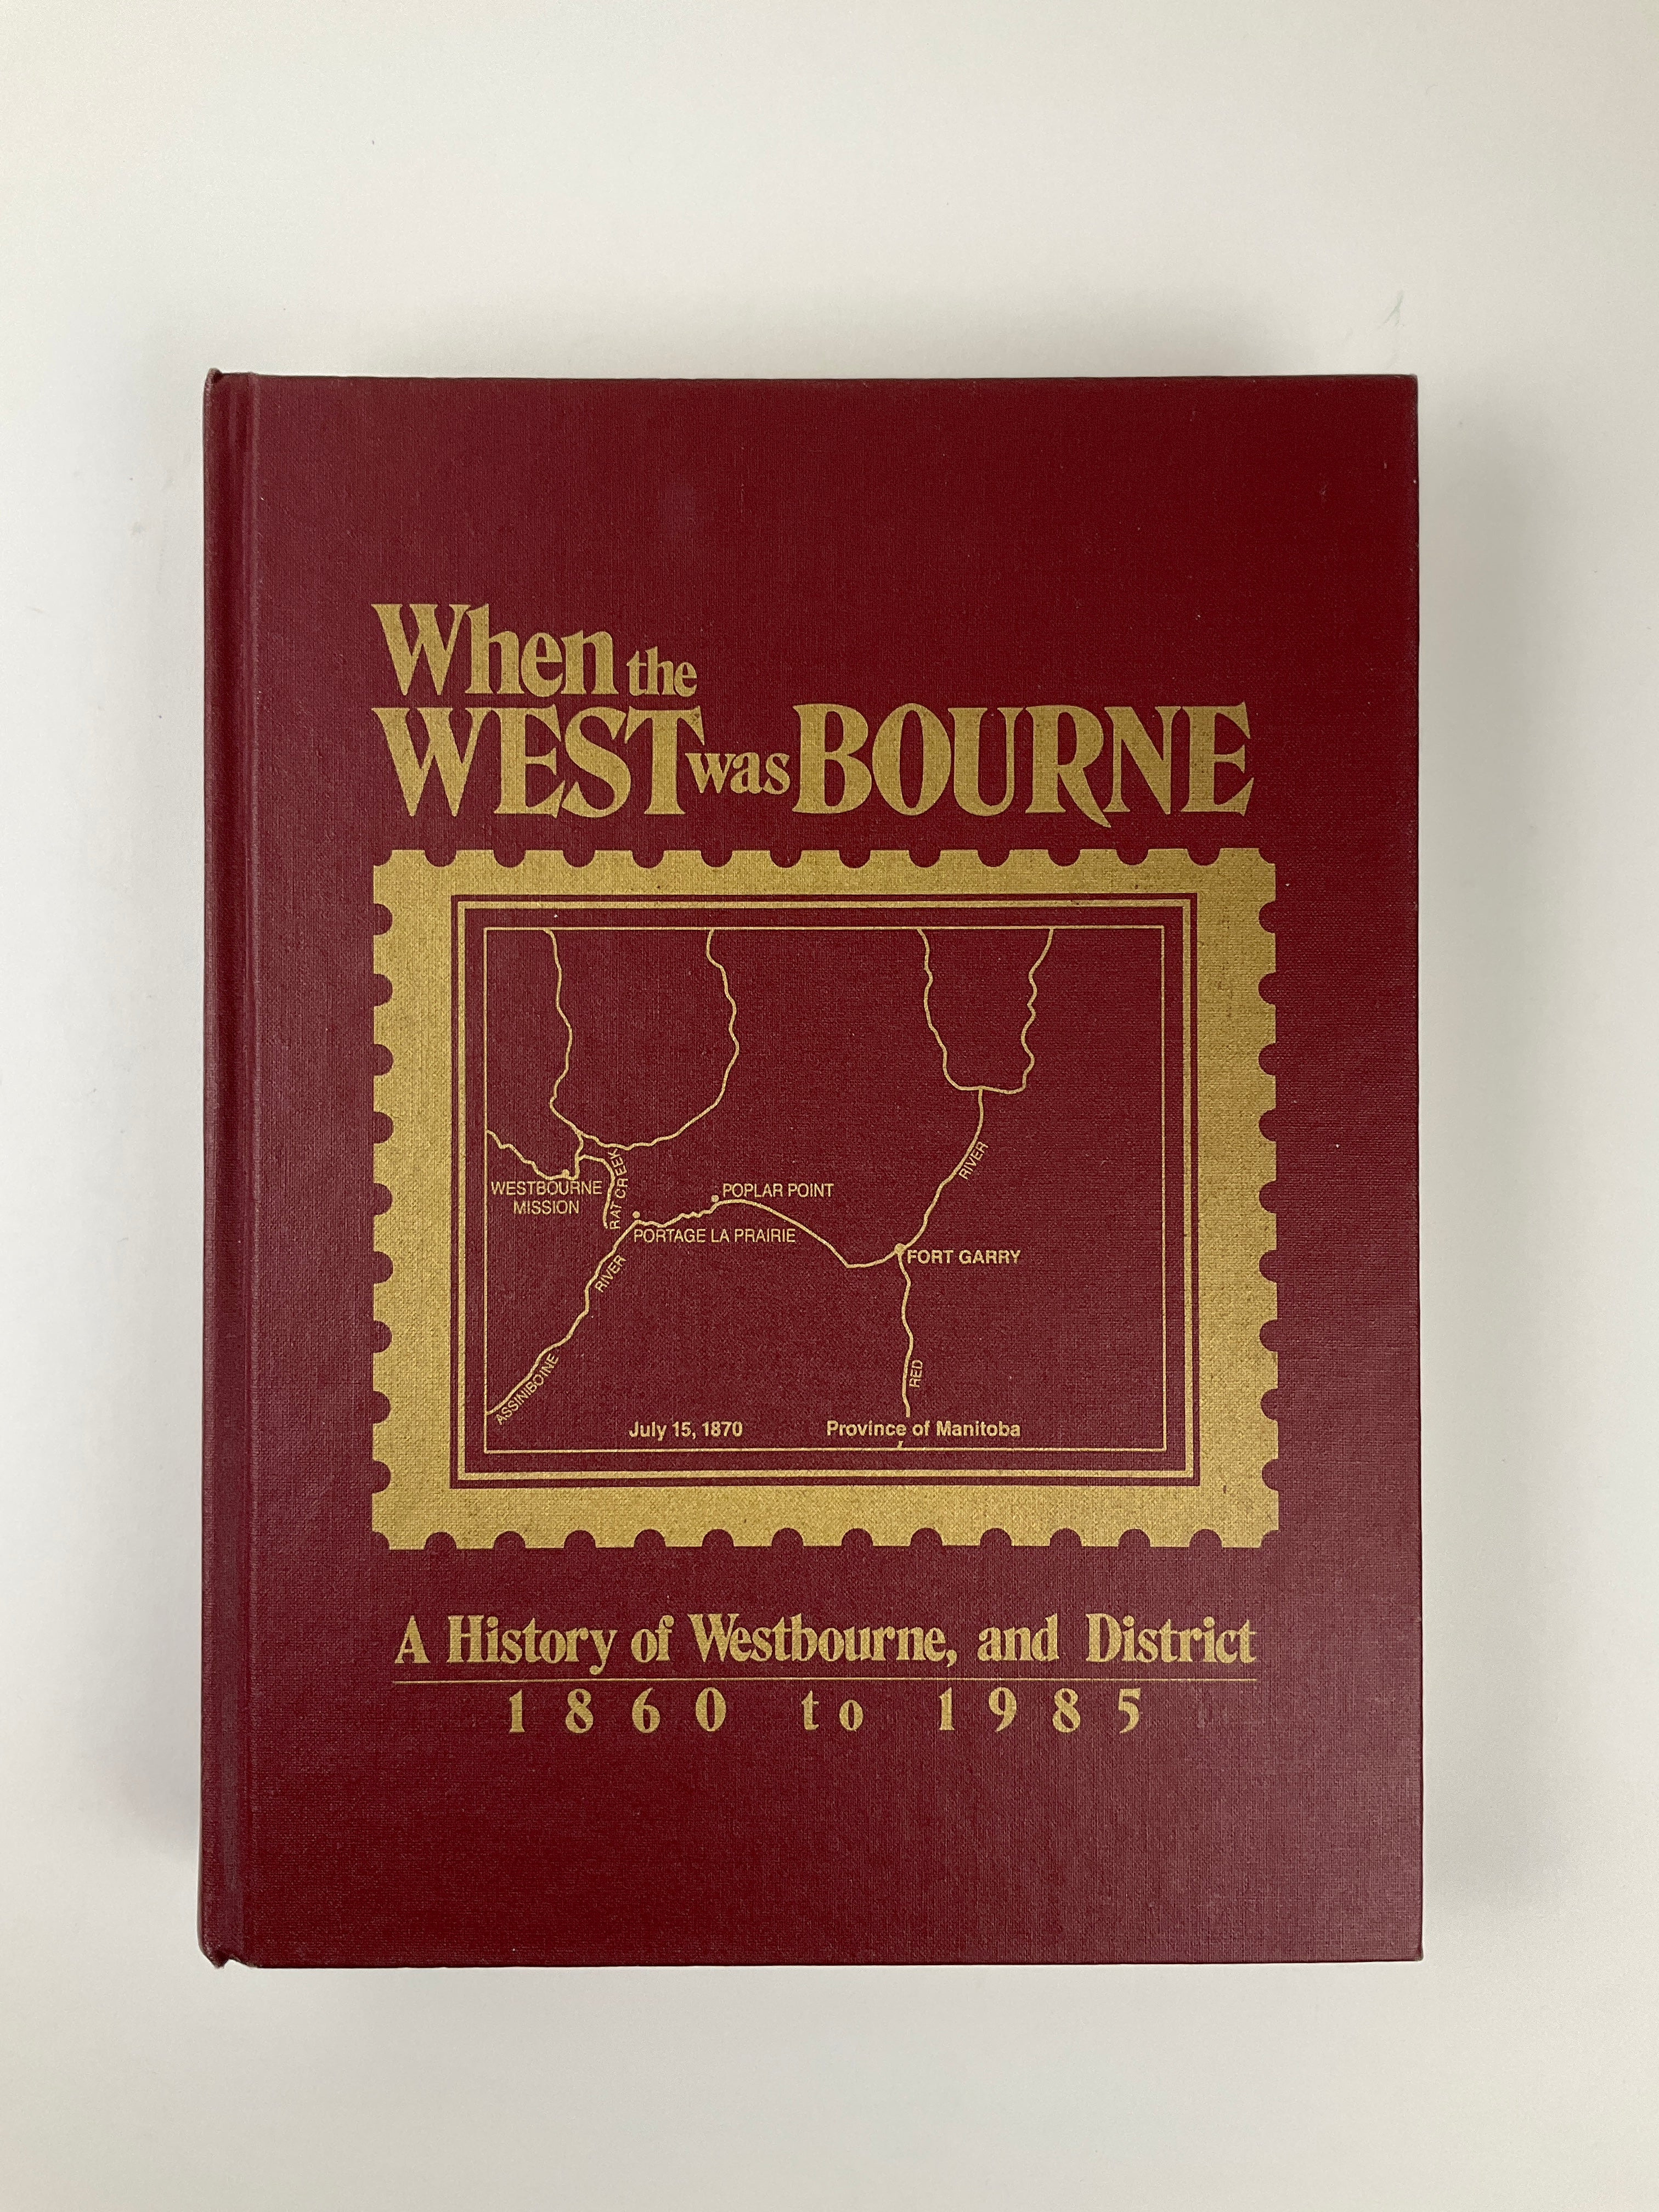 When the
WEST was BOURNE
WESTBOURNE
MISSION
RAT CREEK
POPLAR POINT
PORTAGE LA PRAIRIE
RIVER
FORT GARRY
RIVER
ASSINIBOINE
RED
July 15, 1870
Province of Manitoba
A History of Westbourne, and District
1860 to 1985